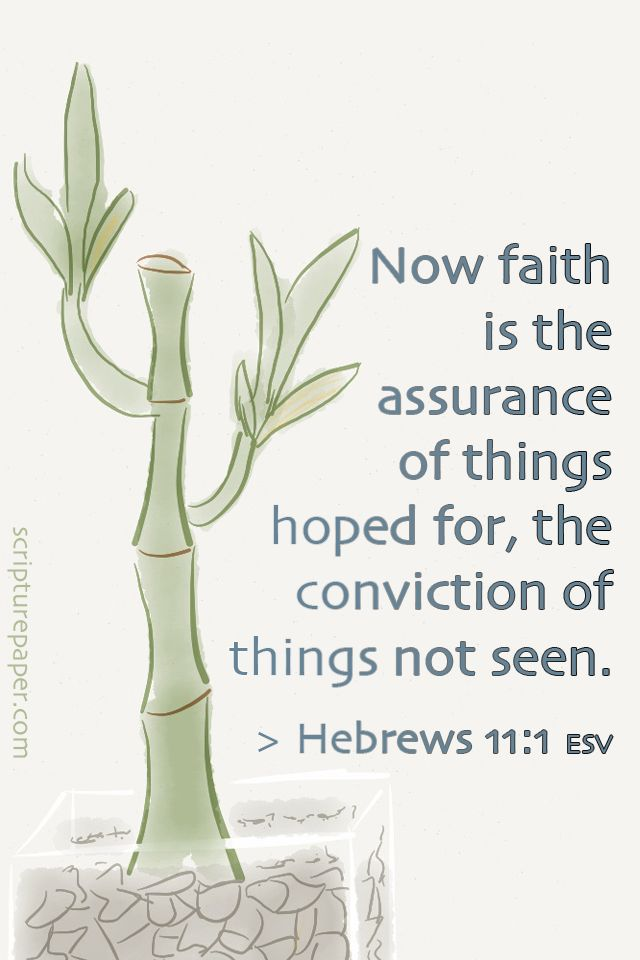 Now faith
is the
assurance
of things
hoped for, the
conviction of
things not seen.
> Hebrews 11:1 ESV
scripturepaper.com